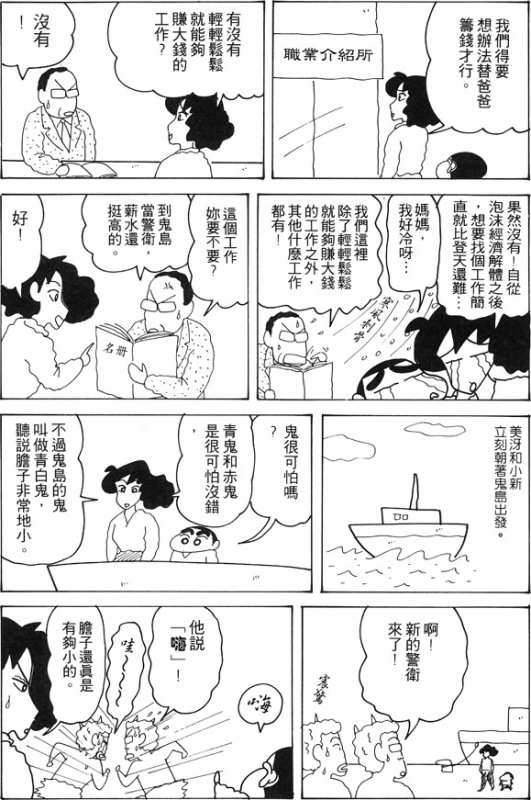 我們得要
想辦法替爸爸
籌錢才行。
職業介紹所
有沒有
輕輕鬆鬆
就能夠
賺大錢的
工作?
沒有
!
果然沒有!自從
泡沫經濟解體之後
,想要找個工作簡
直就比登天還難…
媽媽,
我好冷呀…
寒風刺骨
我們這裡
除了輕輕鬆鬆
就能夠賺大錢
的工作之外,
其他什麼工作
都有!
這個工作
妳要不要?
到鬼島
當警衛,
薪水還
挺高的。
名冊
好!
美冴和小新
立刻朝著鬼島出發。
鬼很可怕嗎
?
青鬼和赤鬼
是很可怕沒錯
,
不過鬼島的鬼
叫做青白鬼,
聽說膽子非常地小。
啊!
新的警衛
來了!
震驚
嗨
他說
「嗨」!
哇~
膽子還真是
有夠小的。